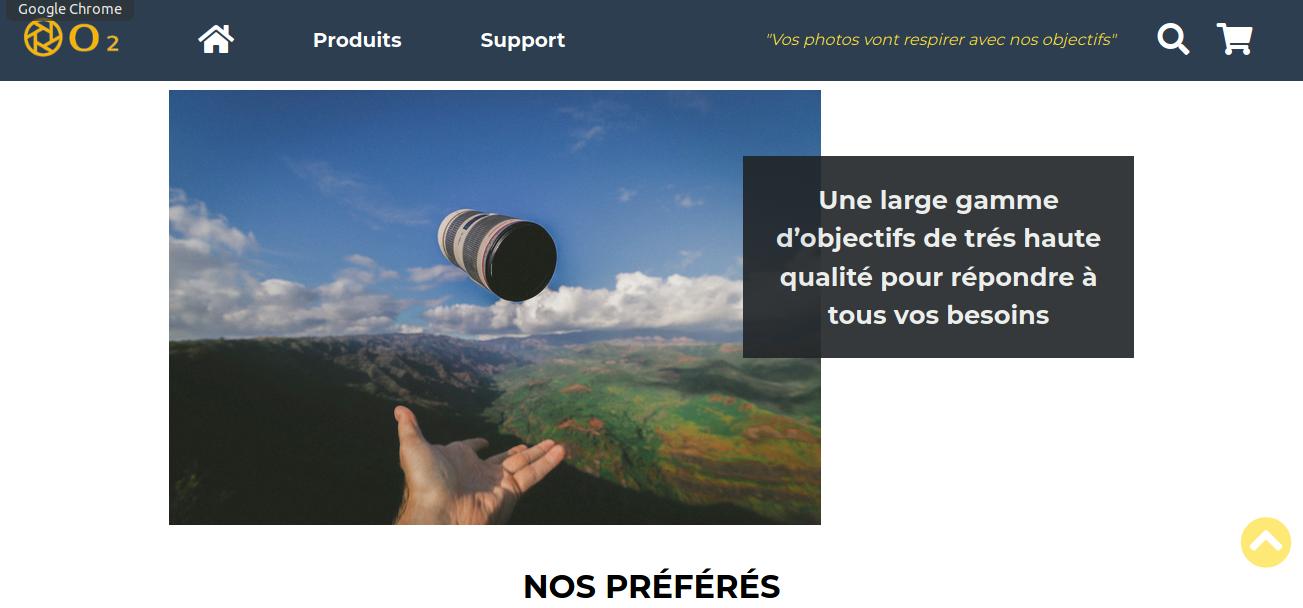 Google Chrome
O 2
Produits
Support
"Vos photos vont respirer avec nos objectifs"
Une large gamme
d’objectifs de trés haute
qualité pour répondre à
tous vos besoins
NOS PRÉFÉRÉS